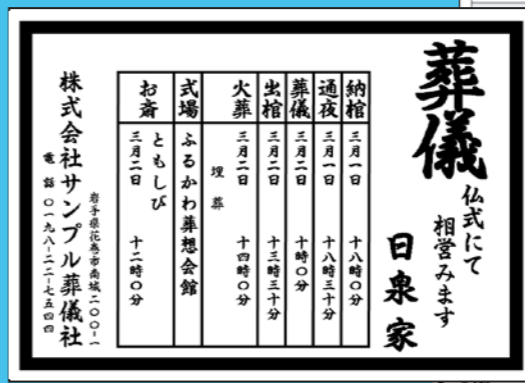 葬儀
仏式にて
相営みます
日泉家
納棺 三月一日 十八時〇分
通夜 三月一日 十八時三十分
葬儀 三月二日 十時〇分
出棺 三月二日 十三時三十分
火葬 三月二日 十四時〇分
埋葬
式場 ふるかわ葬想会館
お斎 ともしび
三月二日 十二時〇分
岩手県花巻市南城二〇〇-一
株式会社サンプル葬儀社
電話 〇一九八-二二-七五四四